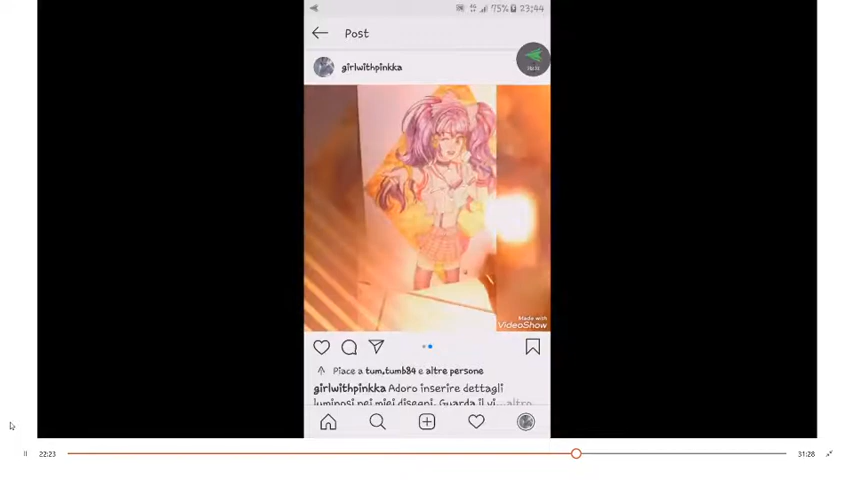 75% 23:44
Post
girlwithpinkka
Made with
VideoShow
Piace a tum.tumb84 e altre persone
girlwithpinkka Adoro inserire dettagli
luminosi nei miei disegni. Guarda il vi... altro
22:23
31:28